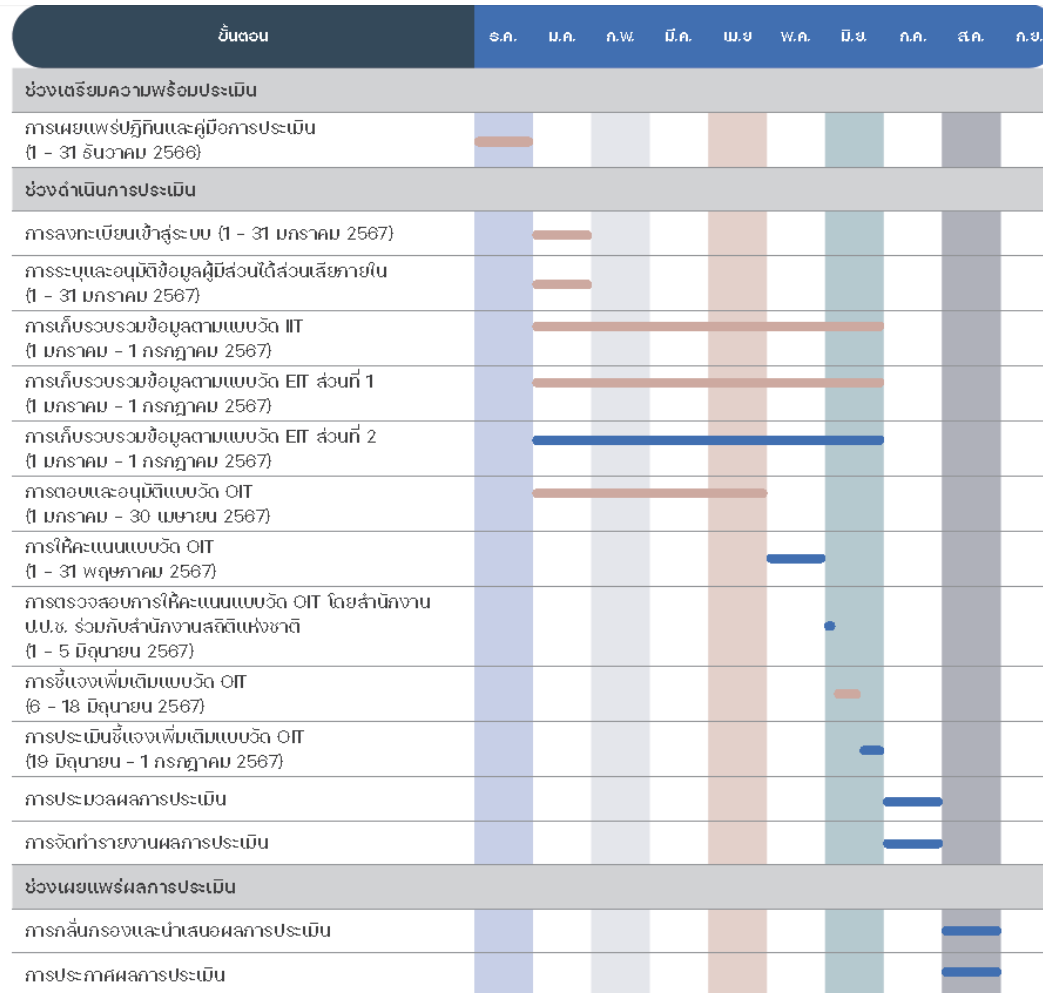 ขั้นตอน ธ.ค. ม.ค. ก.พ. มี.ค. เม.ย พ.ค. มิ.ย. ก.ค. ส.ค. ก.ย.
ช่วงเตรียมความพร้อมประเมิน
การเผยแพร่ปฏิทินและคู่มือการประเมิน
(1 - 31 ธันวาคม 2566)
ช่วงดำเนินการประเมิน
การลงทะเบียนเข้าสู่ระบบ (1 - 31 มกราคม 2567)
การระบุและอนุมัติข้อมูลผู้มีส่วนได้ส่วนเสียภายใน
(1 - 31 มกราคม 2567)
การเก็บรวบรวมข้อมูลตามแบบวัด IIT
(1 มกราคม - 1 กรกฎาคม 2567)
การเก็บรวบรวมข้อมูลตามแบบวัด EIT ส่วนที่ 1
(1 มกราคม - 1 กรกฎาคม 2567)
การเก็บรวบรวมข้อมูลตามแบบวัด EIT ส่วนที่ 2
(1 มกราคม - 1 กรกฎาคม 2567)
การตอบและอนุมัติแบบวัด OIT
(1 มกราคม - 30 เมษายน 2567)
การให้คะแนนแบบวัด OIT
(1 - 31 พฤษภาคม 2567)
การตรวจสอบการให้คะแนนแบบวัด OIT โดยสำนักงาน
ป.ป.ช. ร่วมกับสำนักงานสถิติแห่งชาติ
(1 - 5 มิถุนายน 2567)
การชี้แจงเพิ่มเติมแบบวัด OIT
(6 - 18 มิถุนายน 2567)
การประเมินชี้แจงเพิ่มเติมแบบวัด OIT
(19 มิถุนายน - 1 กรกฎาคม 2567)
การประมวลผลการประเมิน
การจัดทำรายงานผลการประเมิน
ช่วงเผยแพร่ผลการประเมิน
การกลั่นกรองและนำเสนอผลการประเมิน
การประกาศผลการประเมิน